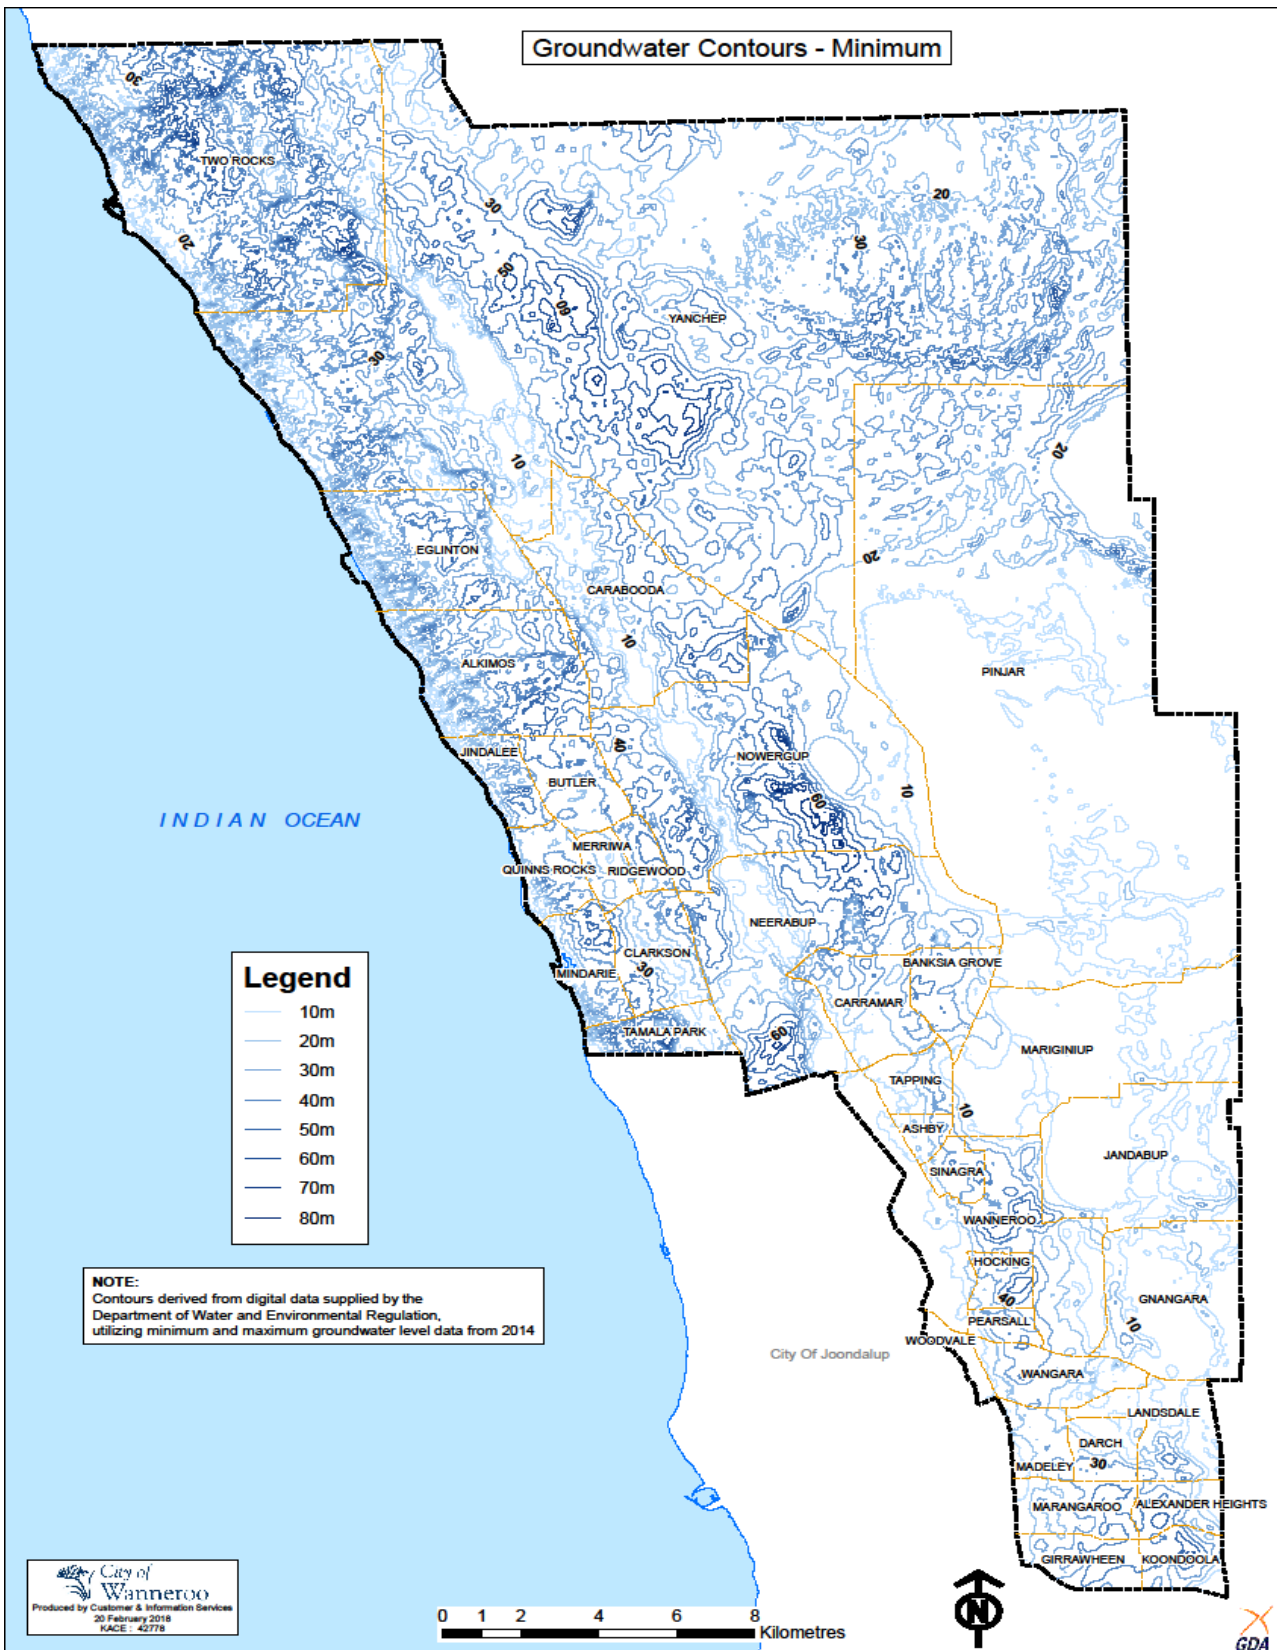 Groundwater Contours - Minimum
30
TWO ROCKS
20
30
20
30
50
60
YANCHEP
30
20
10
20
EGLINTON
CARABOODA
10
ALKIMOS
PINJAR
40
JINDALEE
NOWERGUP
BUTLER
60
10
INDIAN OCEAN
MERRIWA
QUINNS ROCKS
RIDGEWOOD
NEERABUP
CLARKSON
30
MINDARIE
BANKSIA GROVE
CARRAMAR
TAMALA PARK
60
MARIGINIUP
TAPPING
10
ASHBY
JANDABUP
SINAGRA
WANNEROO
HOCKING
40
GNANGARA
PEARSALL
10
WOODVALE
City Of Joondalup
WANGARA
LANDSDALE
DARCH
MADELEY
30
MARANGAROO
ALEXANDER HEIGHTS
GIRRAWHEEN
KOONDOOLA
Legend
10m
20m
30m
40m
50m
60m
70m
80m
NOTE:
Contours derived from digital data supplied by the
Department of Water and Environmental Regulation,
utilizing minimum and maximum groundwater level data from 2014
City of
Wanneroo
Produced by Customer & Information Services
20 February 2018
KACE : 42778
0 1 2 4 6 8
Kilometres
N
GDA